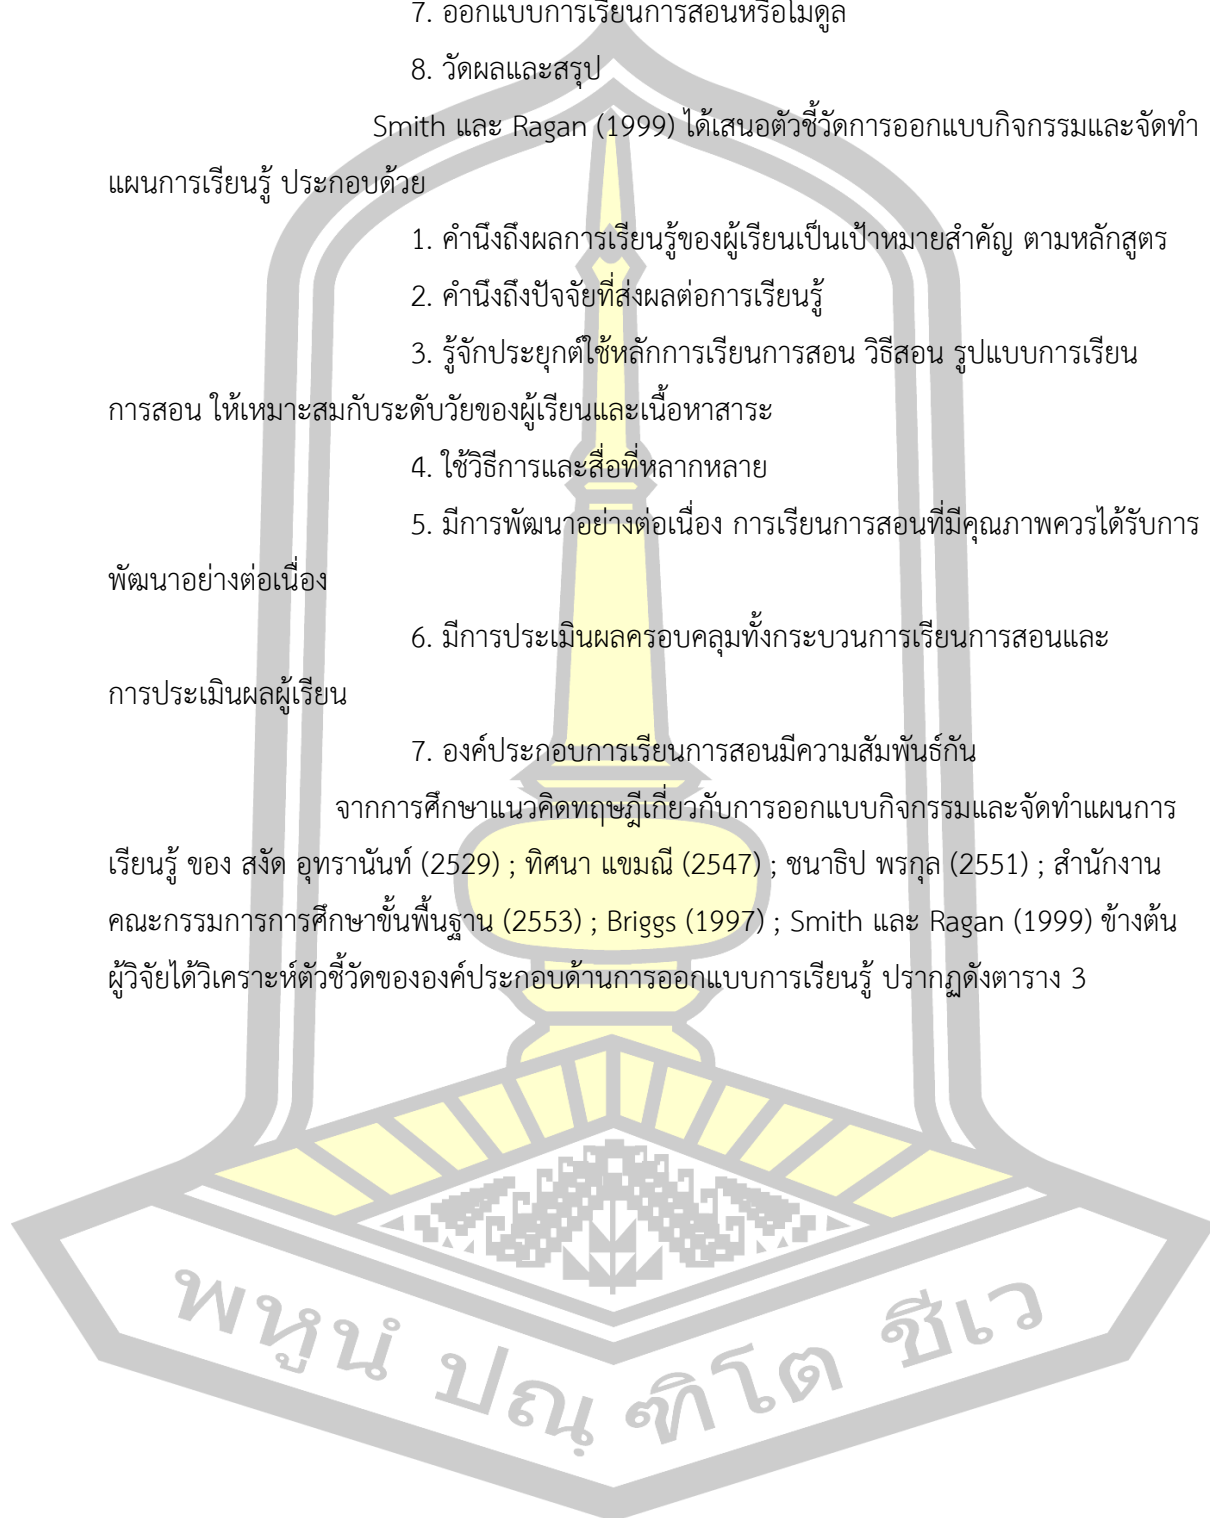 7. ออกแบบการเรียนการสอนหรือโมดูล
8. วัดผลและสรุป
Smith และ Ragan (1999) ได้เสนอตัวชี้วัดการออกแบบกิจกรรมและจัดทำ
แผนการเรียนรู้ ประกอบด้วย
1. คำนึงถึงผลการเรียนรู้ของผู้เรียนเป็นเป้าหมายสำคัญ ตามหลักสูตร
2. คำนึงถึงปัจจัยที่ส่งผลต่อการเรียนรู้
3. รู้จักประยุกต์ใช้หลักการเรียนการสอน วิธีสอน รูปแบบการเรียน
การสอน ให้เหมาะสมกับระดับวัยของผู้เรียนและเนื้อหาสาระ
4. ใช้วิธีการและสื่อที่หลากหลาย
5. มีการพัฒนาอย่างต่อเนื่อง การเรียนการสอนที่มีคุณภาพควรได้รับการ
พัฒนาอย่างต่อเนื่อง
6. มีการประเมินผลครอบคลุมทั้งกระบวนการเรียนการสอนและ
การประเมินผลผู้เรียน
7. องค์ประกอบการเรียนการสอนมีความสัมพันธ์กัน
จากการศึกษาแนวคิดทฤษฎีเกี่ยวกับการออกแบบกิจกรรมและจัดทำแผนการ
เรียนรู้ ของ สงัด อุทรานันท์ (2529) ; ทิศนา แขมณี (2547) ; ชนาธิป พรกุล (2551) ; สำนักงาน
คณะกรรมการการศึกษาขั้นพื้นฐาน (2553) ; Briggs (1997) ; Smith และ Ragan (1999) ข้างต้น
ผู้วิจัยได้วิเคราะห์ตัวชี้วัดขององค์ประกอบด้านการออกแบบการเรียนรู้ ปรากฏดังตาราง 3
พหูนํ ปณฺฑิโต ชีเว